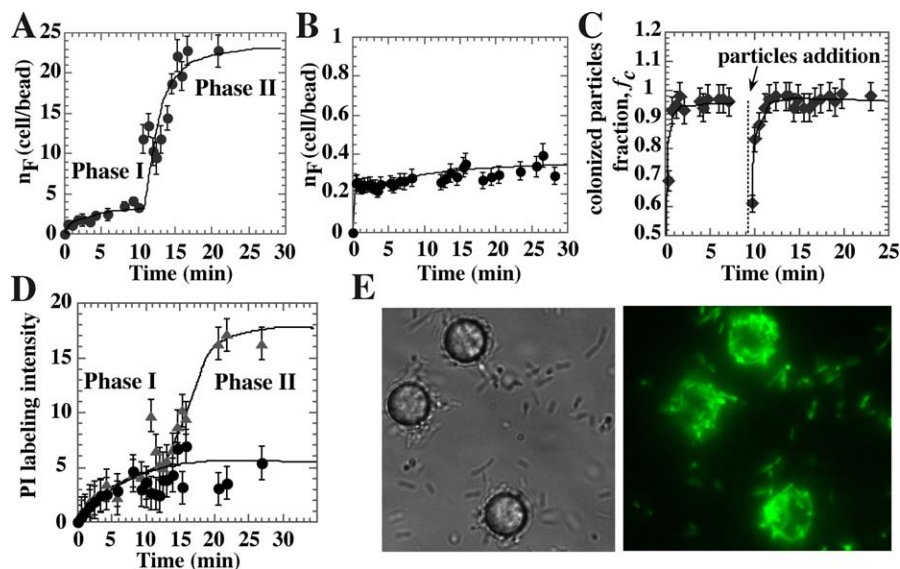 A
n_F (cell/bead)
25
20
15
10
5
0
Phase I
Phase II
0 5 10 15 20 25 30
Time (min)
B
n_F (cell/bead)
1
0.8
0.6
0.4
0.2
0
0 5 10 15 20 25 30
Time (min)
C
colonized particles
fraction, f_c
1.2
1.1
1
0.9
0.8
0.7
0.6
0.5
particles addition
0 5 10 15 20 25
Time (min)
D
PI labeling intensity
20
15
10
5
0
Phase I
Phase II
0 5 10 15 20 25 30
Time (min)
E